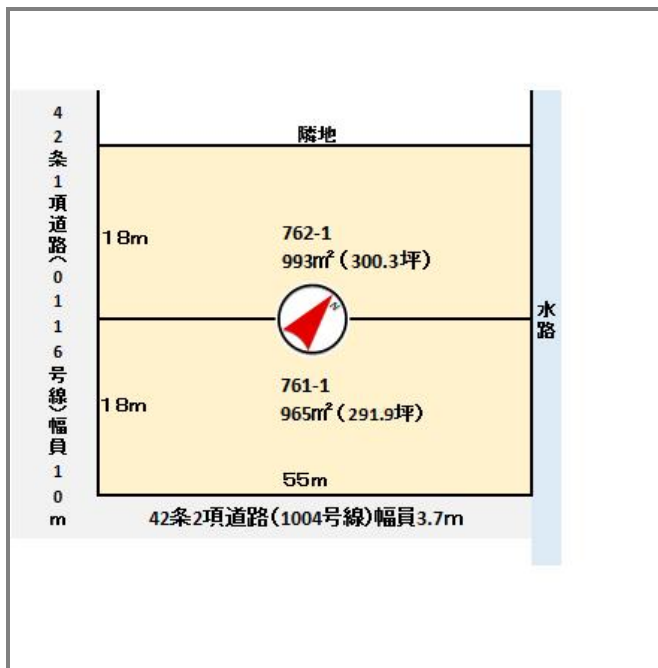 42条1項道路(0116号線)幅員10m
隣地
18m
762-1
993㎡(300.3坪)
N
水路
18m
761-1
965㎡(291.9坪)
55m
42条2項道路(1004号線)幅員3.7m